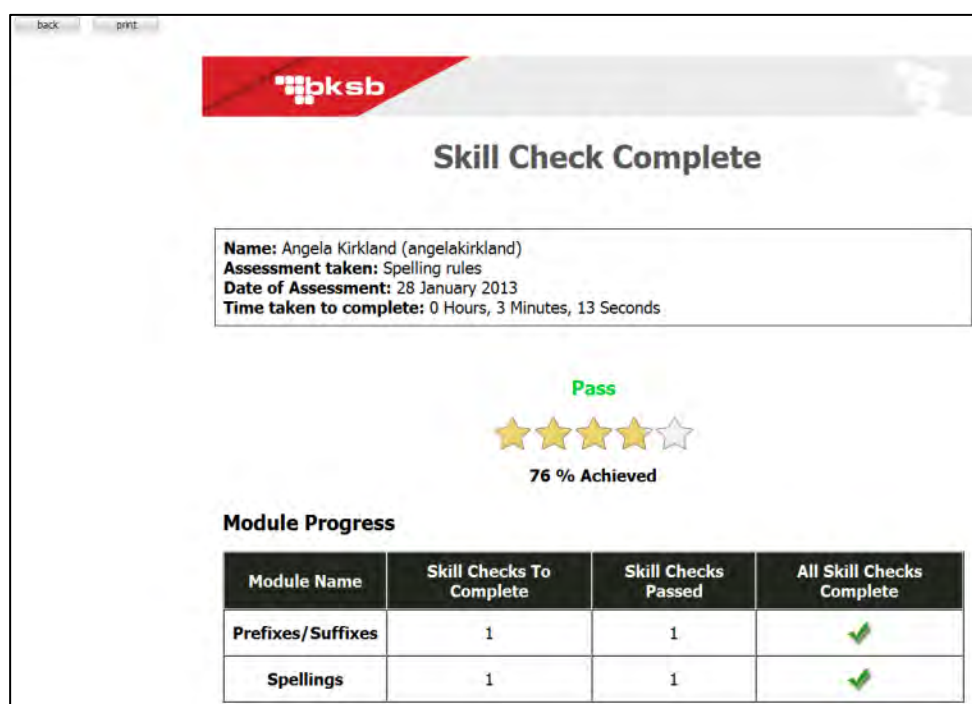 back print
bksb
Skill Check Complete
Name: Angela Kirkland (angelakirkland)
Assessment taken: Spelling rules
Date of Assessment: 28 January 2013
Time taken to complete: 0 Hours, 3 Minutes, 13 Seconds
Pass
76 % Achieved
Module Progress
Module Name Skill Checks To Complete Skill Checks Passed All Skill Checks Complete
Prefixes/Suffixes 1 1
Spellings 1 1